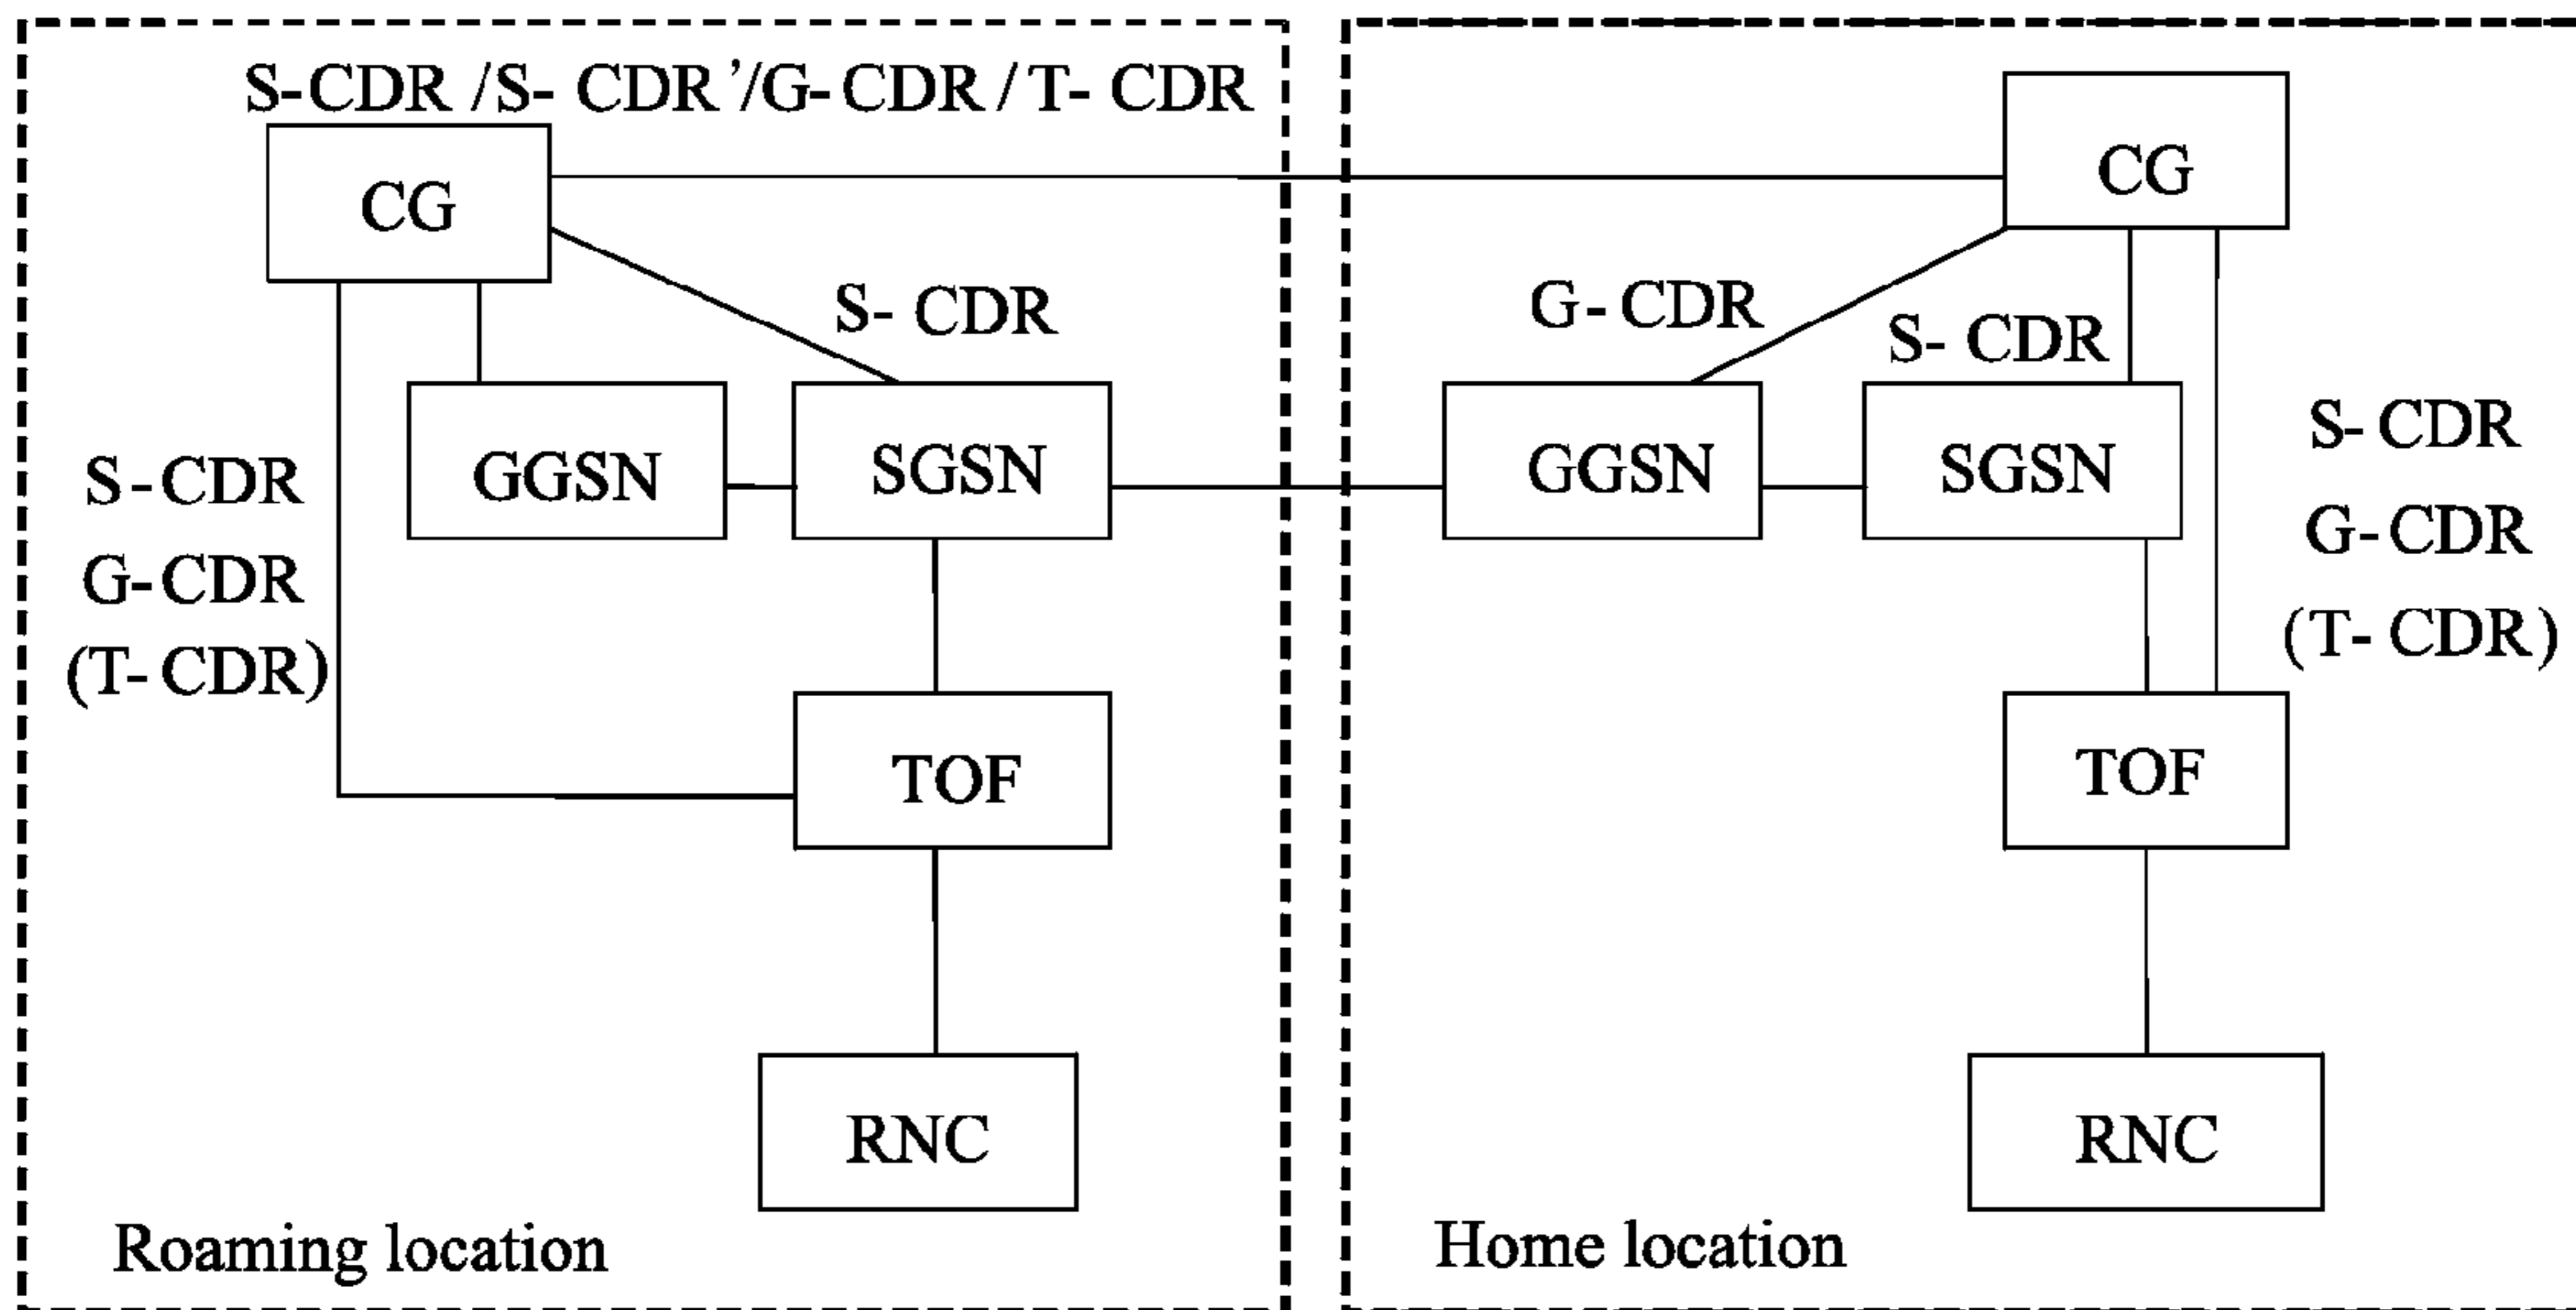 S-CDR /S- CDR ’/G- CDR / T- CDR
CG
S- CDR
GGSN
SGSN
S-CDR
G-CDR
(T- CDR)
TOF
RNC
Roaming location
CG
G- CDR
S- CDR
GGSN
SGSN
S- CDR
G- CDR
(T- CDR)
TOF
RNC
Home location